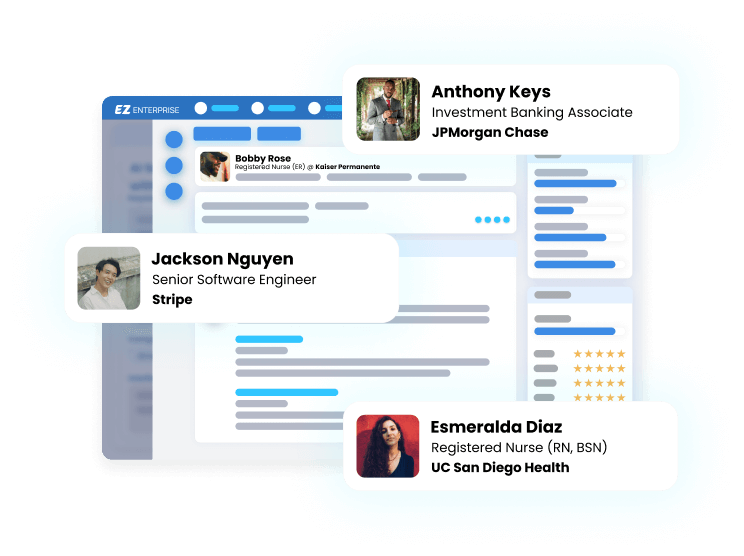 Anthony Keys
Investment Banking Associate
JPMorgan Chase
EZ ENTERPRISE
Bobby Rose
Registered Nurse (ER) @ Kaiser Permanente
Jackson Nguyen
Senior Software Engineer
Stripe
Esmeralda Diaz
Registered Nurse (RN, BSN)
UC San Diego Health